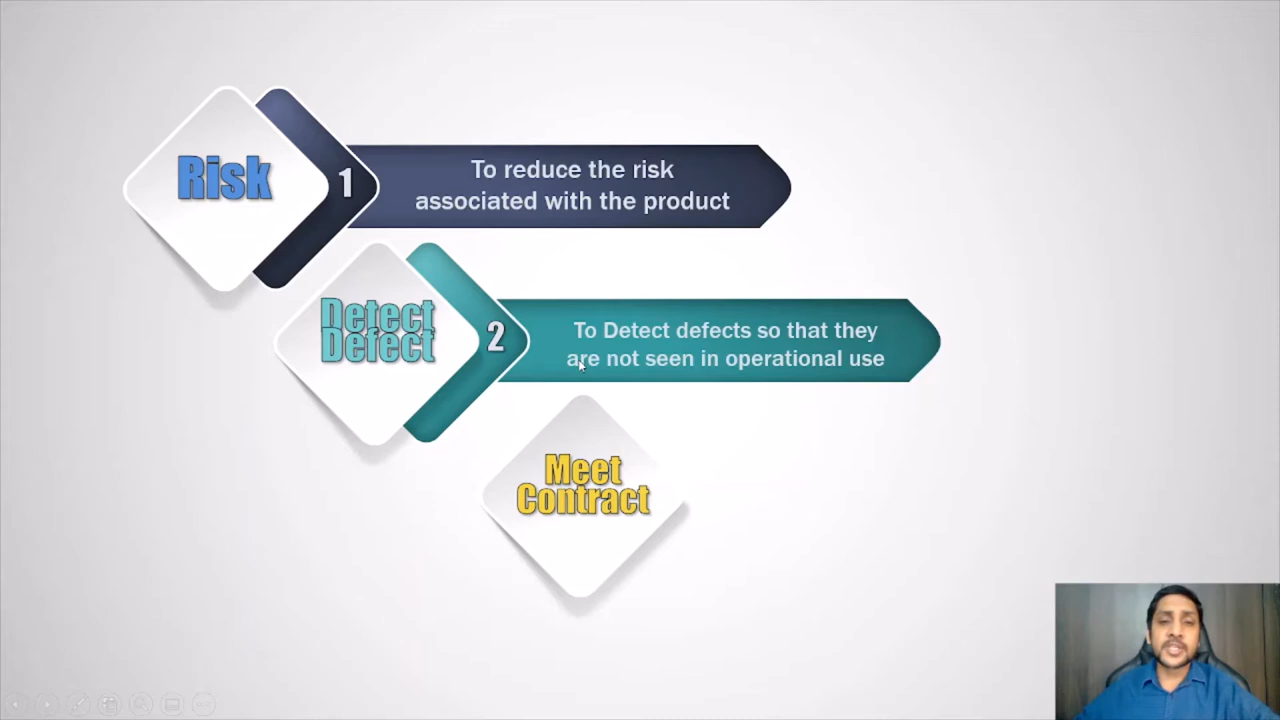 Risk
1
To reduce the risk
associated with the product
Detect
Defect
2
To Detect defects so that they
are not seen in operational use
Meet
Contract